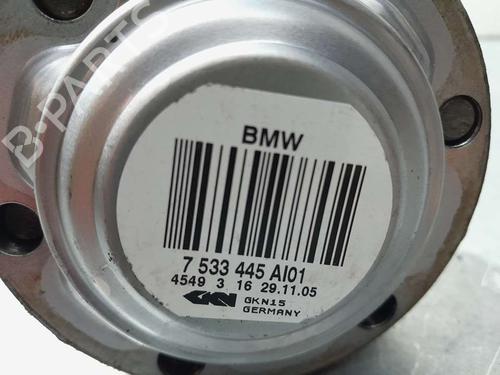 B-PARTS
BMW
7 533 445 AI01
4549 3 16 29.11.05
GKN GKN15
GERMANY